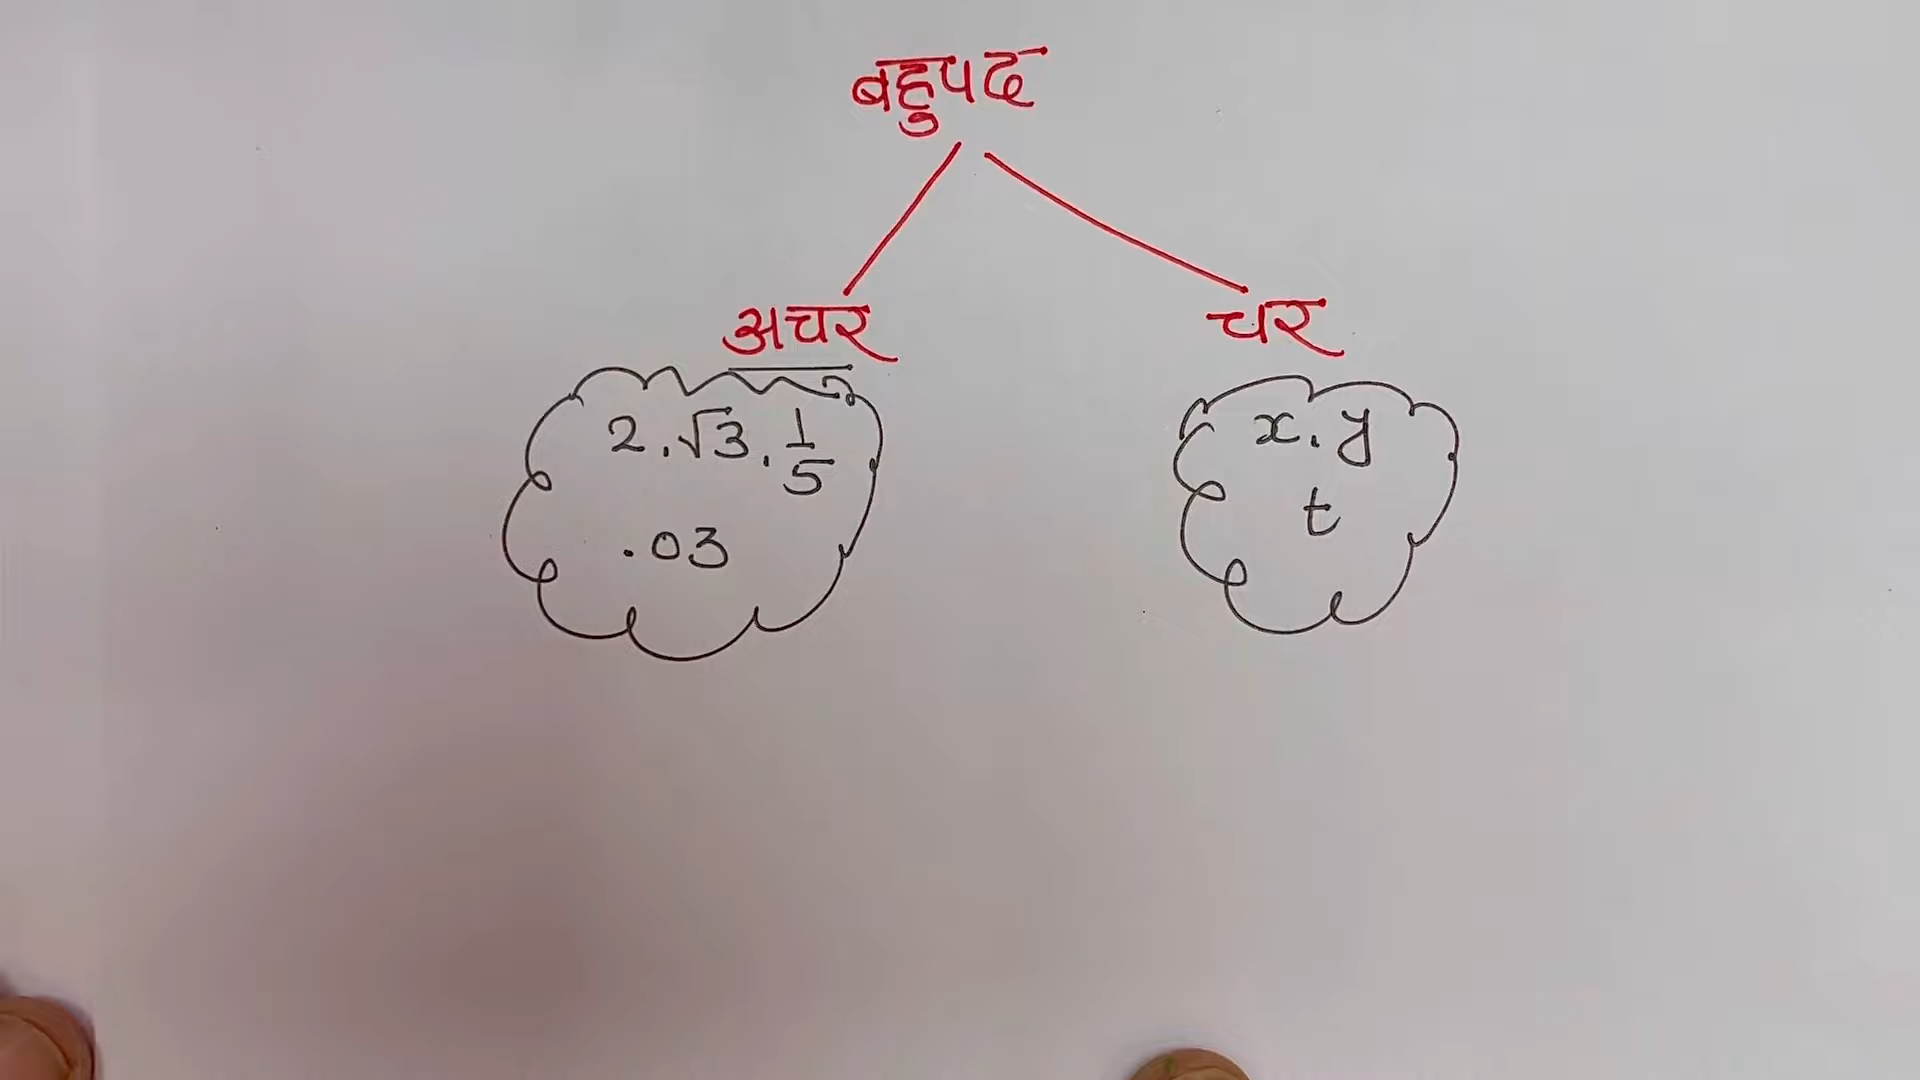 बहुपद
अचर
चर
2, √3, 1/5
.03
x, y
t